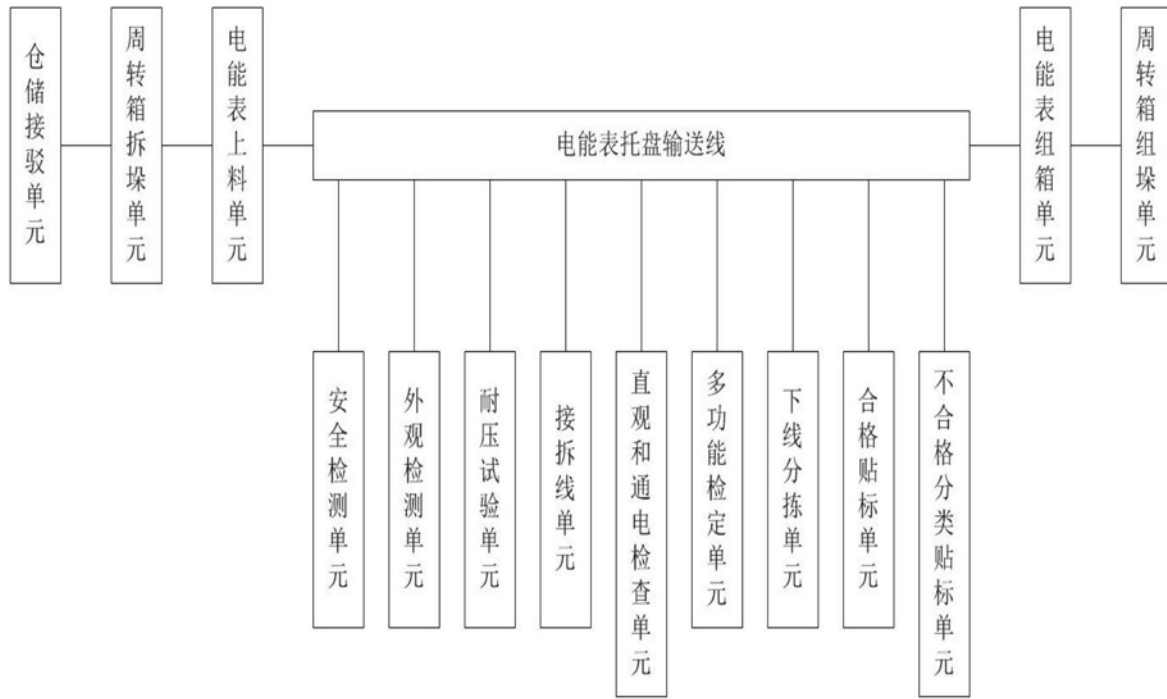 仓储接驳单元
周转箱拆垛单元
电能表上料单元
电能表托盘输送线
电能表组箱单元
周转箱组垛单元
安全检测单元
外观检测单元
耐压试验单元
接拆线单元
直观和通电检查单元
多功能检定单元
下线分拣单元
合格贴标单元
不合格分类贴标单元